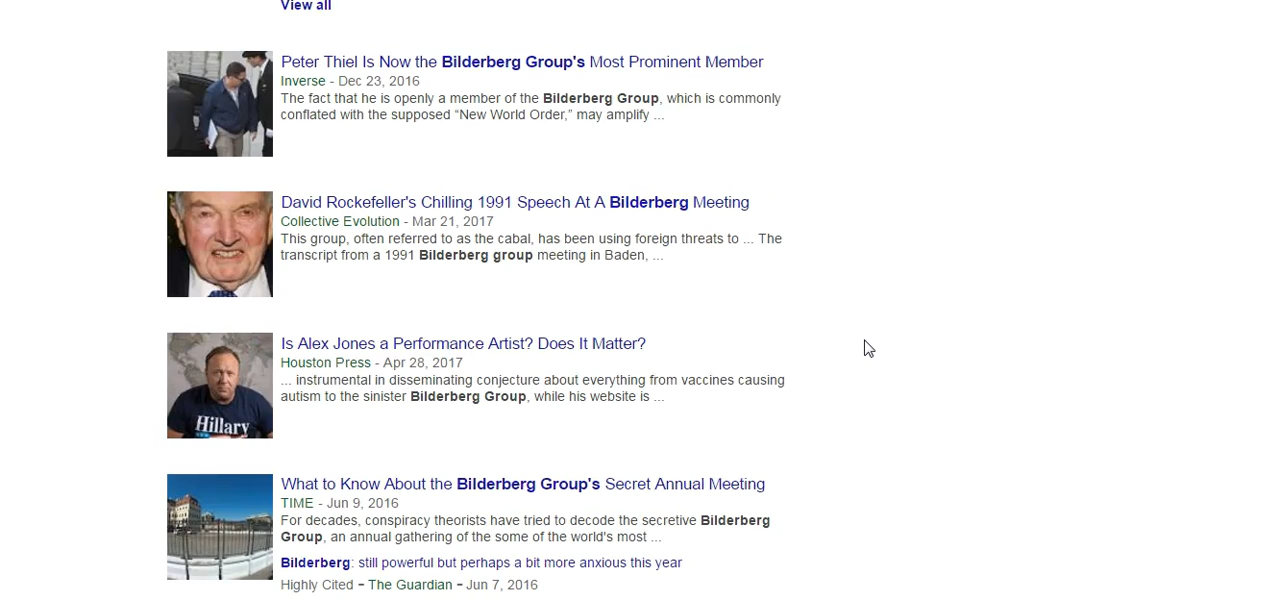 View all
Peter Thiel Is Now the Bilderberg Group's Most Prominent Member
Inverse - Dec 23, 2016
The fact that he is openly a member of the Bilderberg Group, which is commonly
conflated with the supposed “New World Order,” may amplify ...
David Rockefeller's Chilling 1991 Speech At A Bilderberg Meeting
Collective Evolution - Mar 21, 2017
This group, often referred to as the cabal, has been using foreign threats to ... The
transcript from a 1991 Bilderberg group meeting in Baden, ...
Is Alex Jones a Performance Artist? Does It Matter?
Houston Press - Apr 28, 2017
... instrumental in disseminating conjecture about everything from vaccines causing
autism to the sinister Bilderberg Group, while his website is ...
Hillary
What to Know About the Bilderberg Group's Secret Annual Meeting
TIME - Jun 9, 2016
For decades, conspiracy theorists have tried to decode the secretive Bilderberg
Group, an annual gathering of the some of the world's most ...
Bilderberg: still powerful but perhaps a bit more anxious this year
Highly Cited - The Guardian - Jun 7, 2016